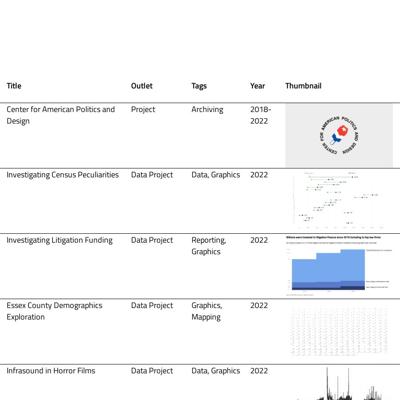 Title Outlet Tags Year Thumbnail
Center for American Politics and Project Archiving 2018-
Design 2022
CENTER FOR AMERICAN POLITICS AND DESIGN
Investigating Census Peculiarities Data Project Data, Graphics 2022
Investigating Litigation Funding Data Project Reporting, 2022
Graphics
Essex County Demographics Data Project Graphics, 2022
Exploration Mapping
Infrasound in Horror Films Data Project Data, Graphics 2022